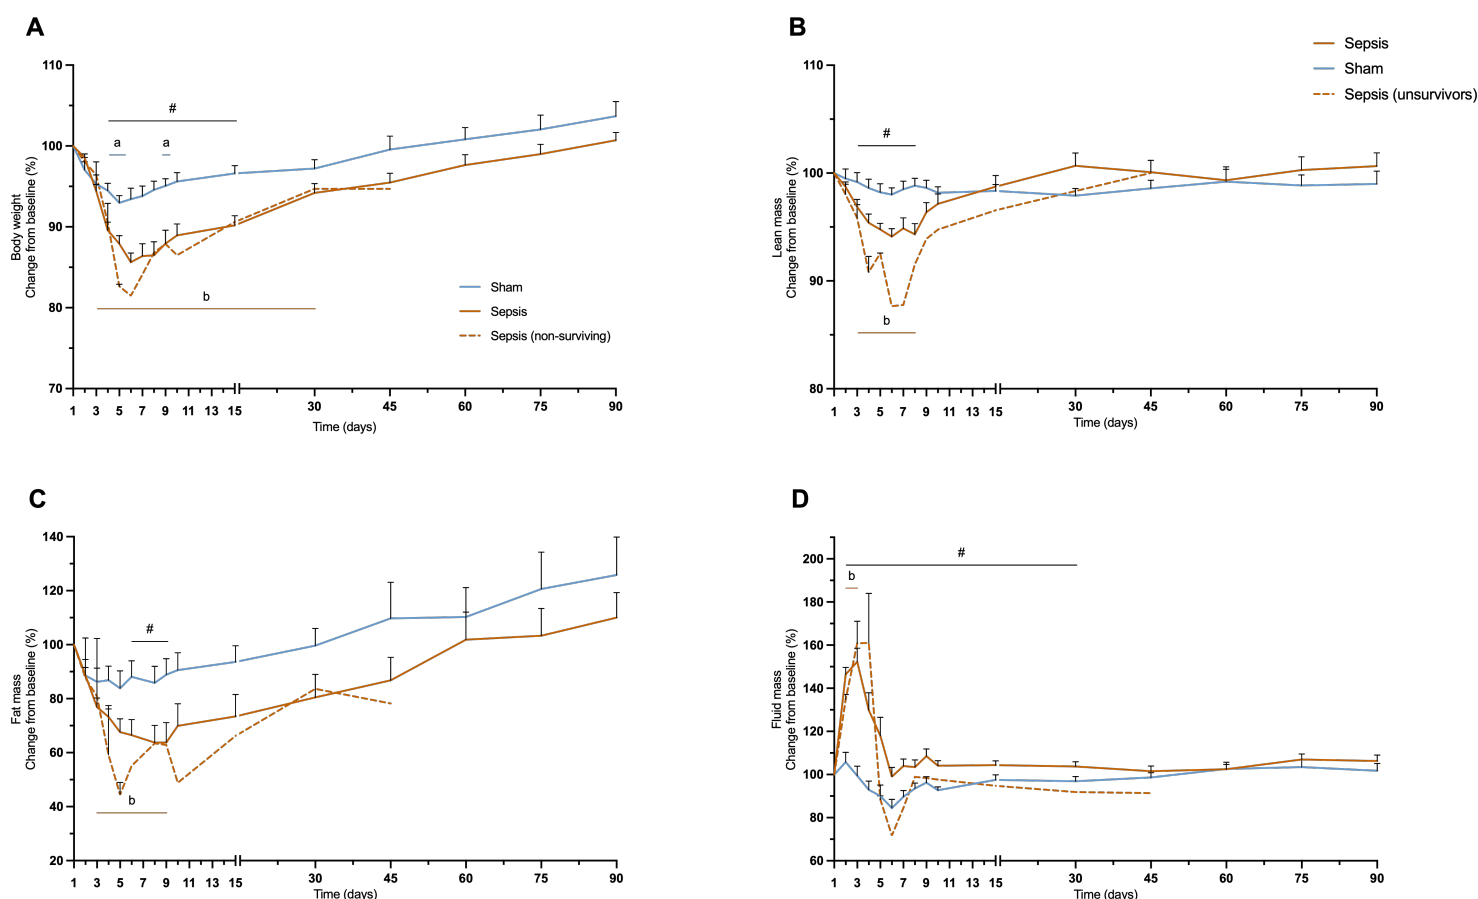 A
110
100
90
80
70
Body weight
Change from baseline (%)
#
a
a
b
Sham
Sepsis
Sepsis (non-surviving)
1 3 5 7 9 11 13 15 30 45 60 75 90
Time (days)
B
Sepsis
Sham
Sepsis (unsurvivors)
110
100
90
80
Lean mass
Change from baseline (%)
#
b
1 3 5 7 9 11 13 15 30 45 60 75 90
Time (days)
C
140
120
100
80
60
40
20
Fat mass
Change from baseline (%)
#
b
1 3 5 7 9 11 13 15 30 45 60 75 90
Time (days)
D
200
180
160
140
120
100
80
60
Fluid mass
Change from baseline (%)
#
b
1 3 5 7 9 11 13 15 30 45 60 75 90
Time (days)